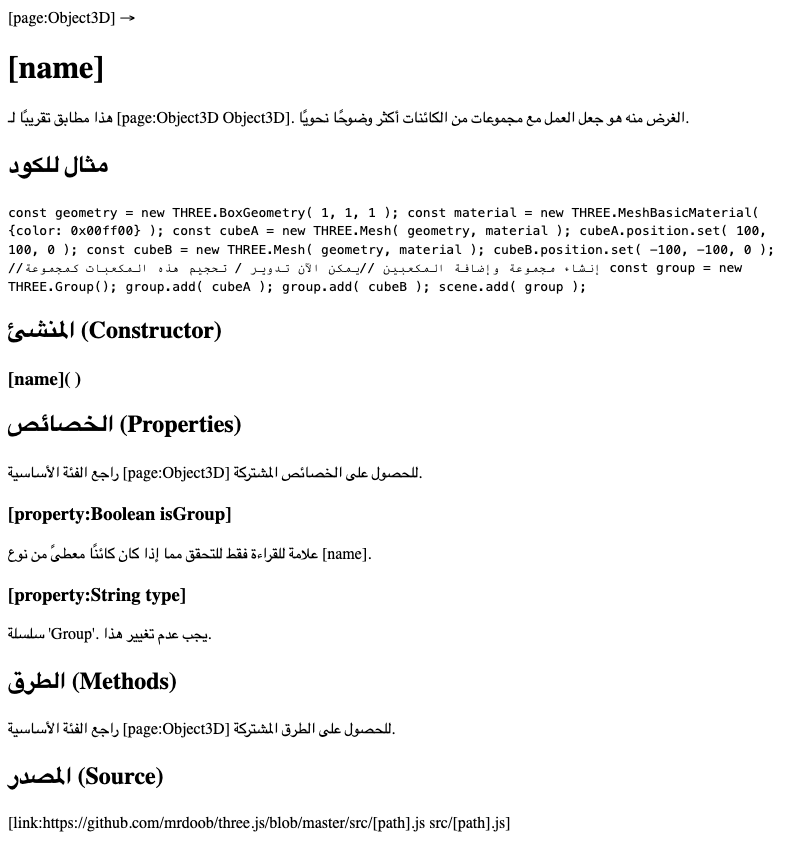 [page:Object3D] →
[name]
هذا مطابق تقريبًا لـ [page:Object3D Object3D]. الغرض منه هو جعل العمل مع مجموعات من الكائنات أكثر وضوحًا نحويًا.
مثال للكود
const geometry = new THREE.BoxGeometry( 1, 1, 1 ); const material = new THREE.MeshBasicMaterial(
{color: 0x00ff00} ); const cubeA = new THREE.Mesh( geometry, material ); cubeA.position.set( 100,
100, 0 ); const cubeB = new THREE.Mesh( geometry, material ); cubeB.position.set( -100, -100, 0 );
//إنشاء مجموعة وإضافة المكعبين //يمكن الآن تدوير / تحجيم هذه المكعبات كمجموعة const group = new
THREE.Group(); group.add( cubeA ); group.add( cubeB ); scene.add( group );
المنشئ (Constructor)
[name]( )
الخصائص (Properties)
راجع الفئة الأساسية [page:Object3D] للحصول على الخصائص المشتركة.
[property:Boolean isGroup]
علامة للقراءة فقط للتحقق مما إذا كان كائنًا معطىً من نوع [name].
[property:String type]
سلسلة 'Group'. يجب عدم تغيير هذا.
الطرق (Methods)
راجع الفئة الأساسية [page:Object3D] للحصول على الطرق المشتركة.
المصدر (Source)
[link:https://github.com/mrdoob/three.js/blob/master/src/[path].js src/[path].js]